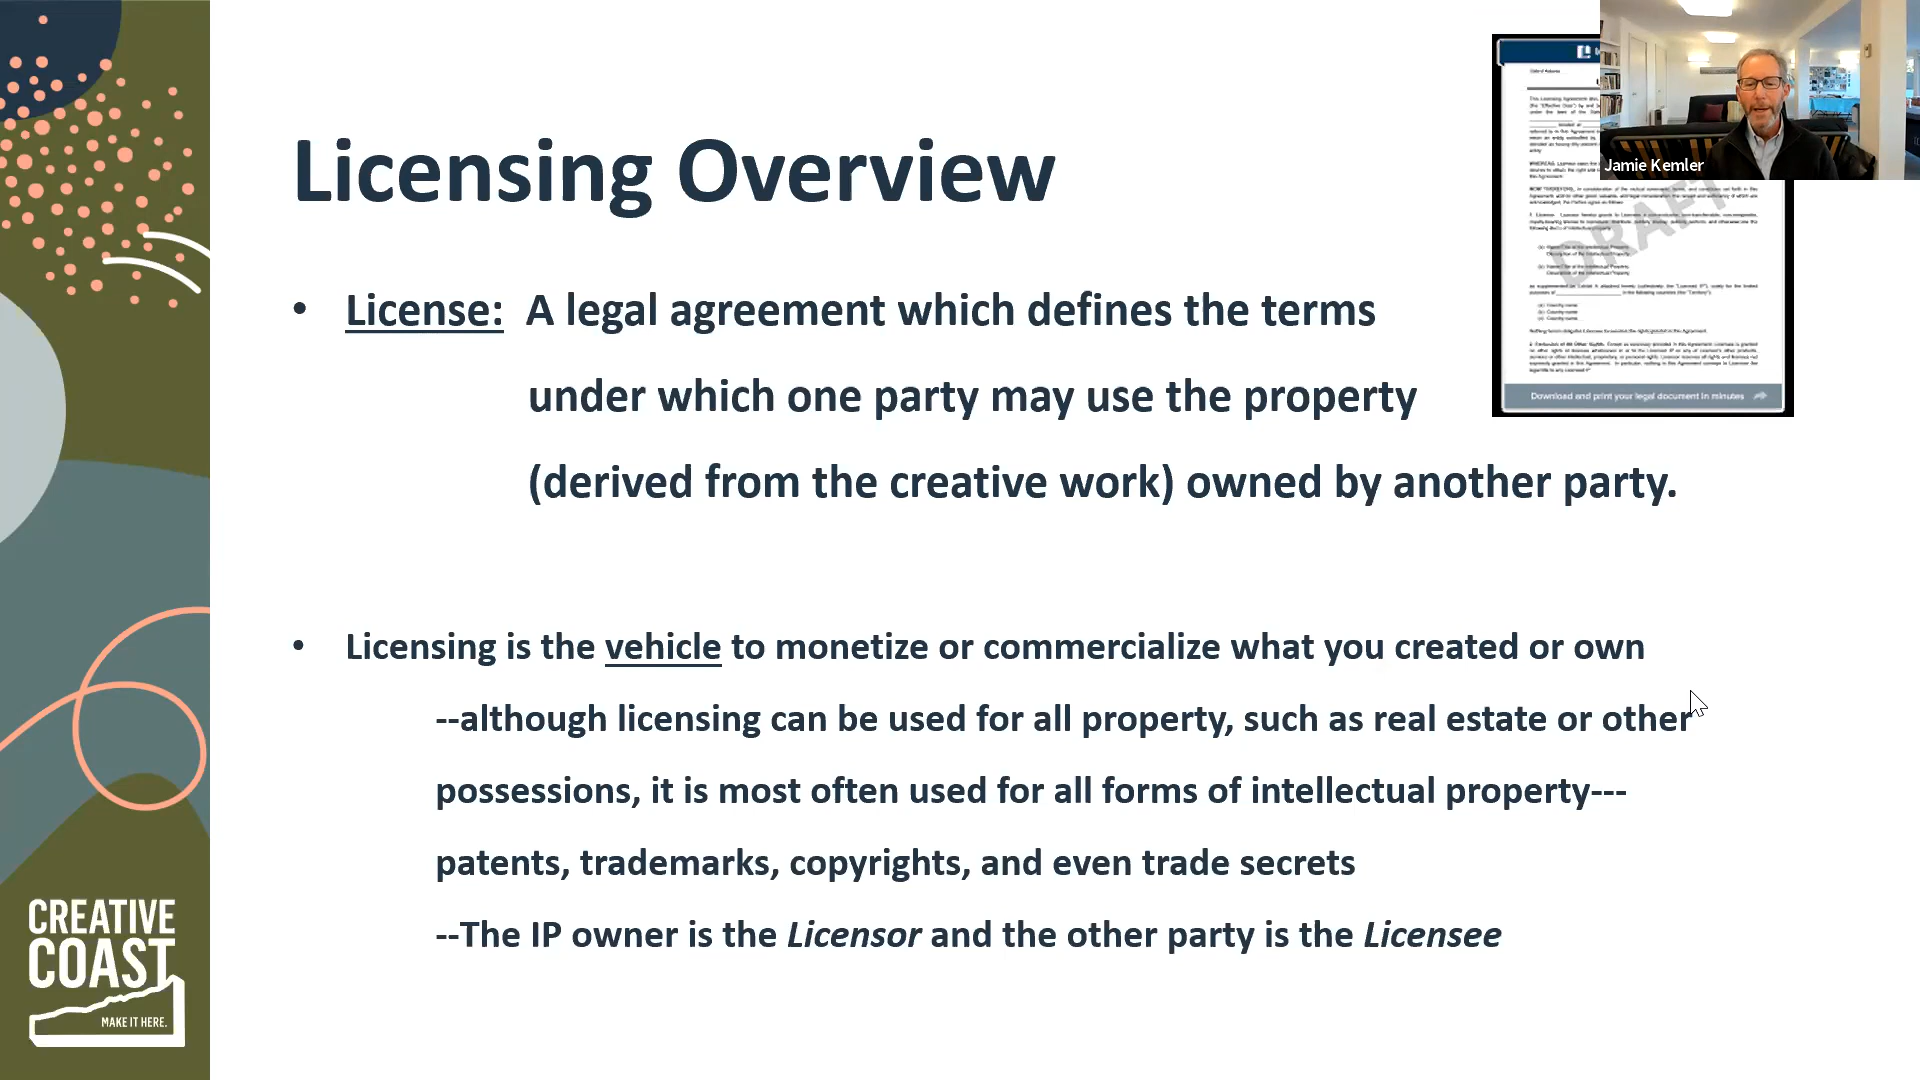 Licensing Overview
• License: A legal agreement which defines the terms
under which one party may use the property
(derived from the creative work) owned by another party.
• Licensing is the vehicle to monetize or commercialize what you created or own
--although licensing can be used for all property, such as real estate or other
possessions, it is most often used for all forms of intellectual property---
patents, trademarks, copyrights, and even trade secrets
--The IP owner is the Licensor and the other party is the Licensee
Jamie Kemler
DRAFT
Download and print your legal document in minutes
CREATIVE
COAST
MAKE IT HERE.